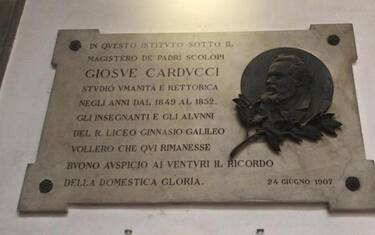 IN QVESTO ISTITVTO SOTTO IL
MAGISTERO DE' PADRI SCOLOPI
GIOSVE CARDVCCI
STVDIÒ VMANITÀ E RETTORICA
NEGLI ANNI DAL 1849 AL 1852.
GLI INSEGNANTI E GLI ALVNNI
DEL R. LICEO GINNASIO GALILEO
VOLLERO CHE QVI RIMANESSE
BVONO AVSPICIO AI VENTVRI IL RICORDO
DELLA DOMESTICA GLORIA. 24 GIVGNO 1907